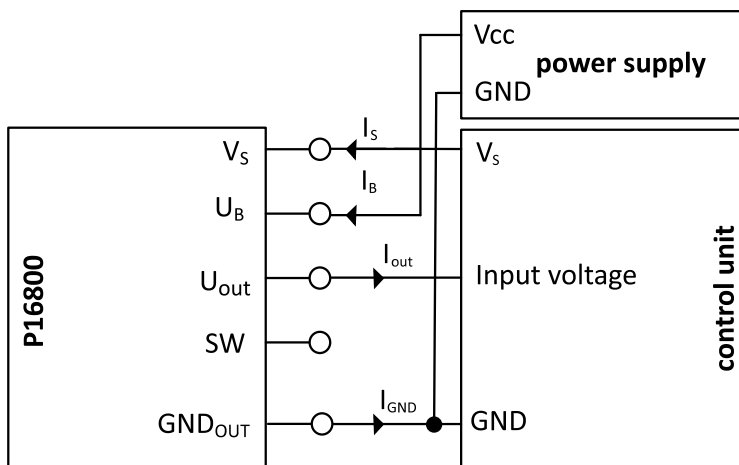 Vcc
power supply
GND
I_S
V_S
V_S
I_B
U_B
I_out
U_out
Input voltage
P16800
control unit
SW
I_GND
GND_OUT
GND